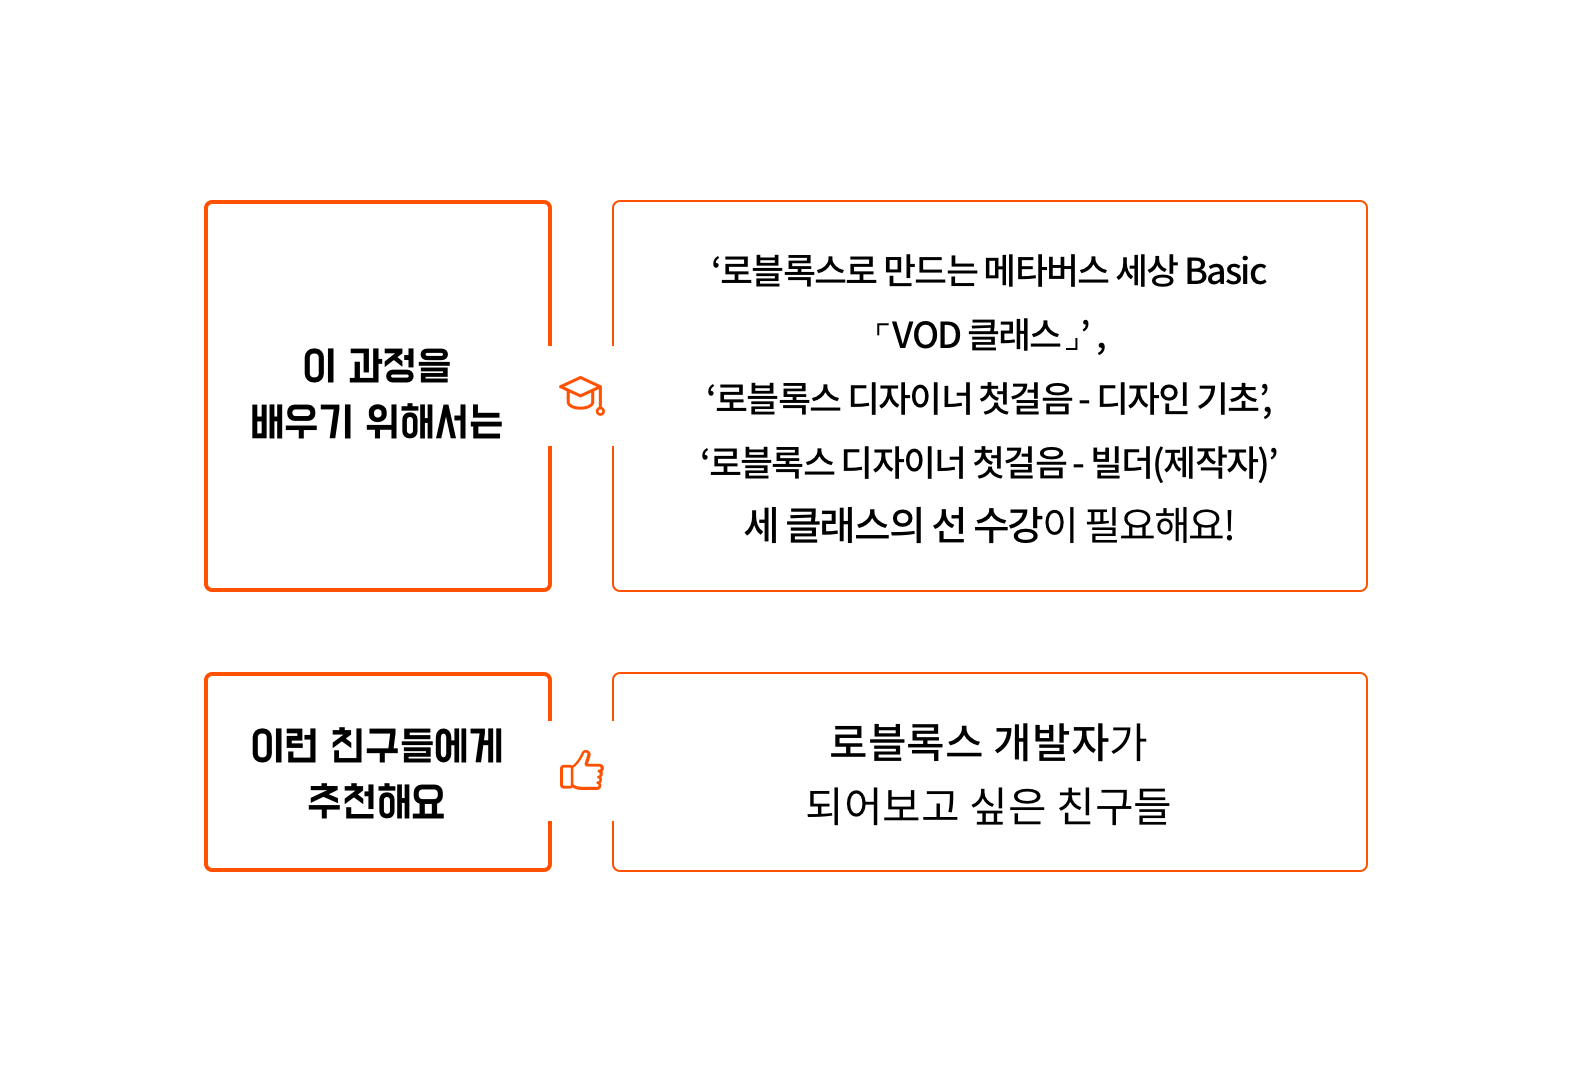 이 과정을
배우기 위해서는
‘로블록스로 만드는 메타버스 세상 Basic
「VOD 클래스」’ ,
‘로블록스 디자이너 첫걸음 - 디자인 기초’,
‘로블록스 디자이너 첫걸음 - 빌더(제작자)’
세 클래스의 선 수강이 필요해요!
이런 친구들에게
추천해요
로블록스 개발자가
되어보고 싶은 친구들